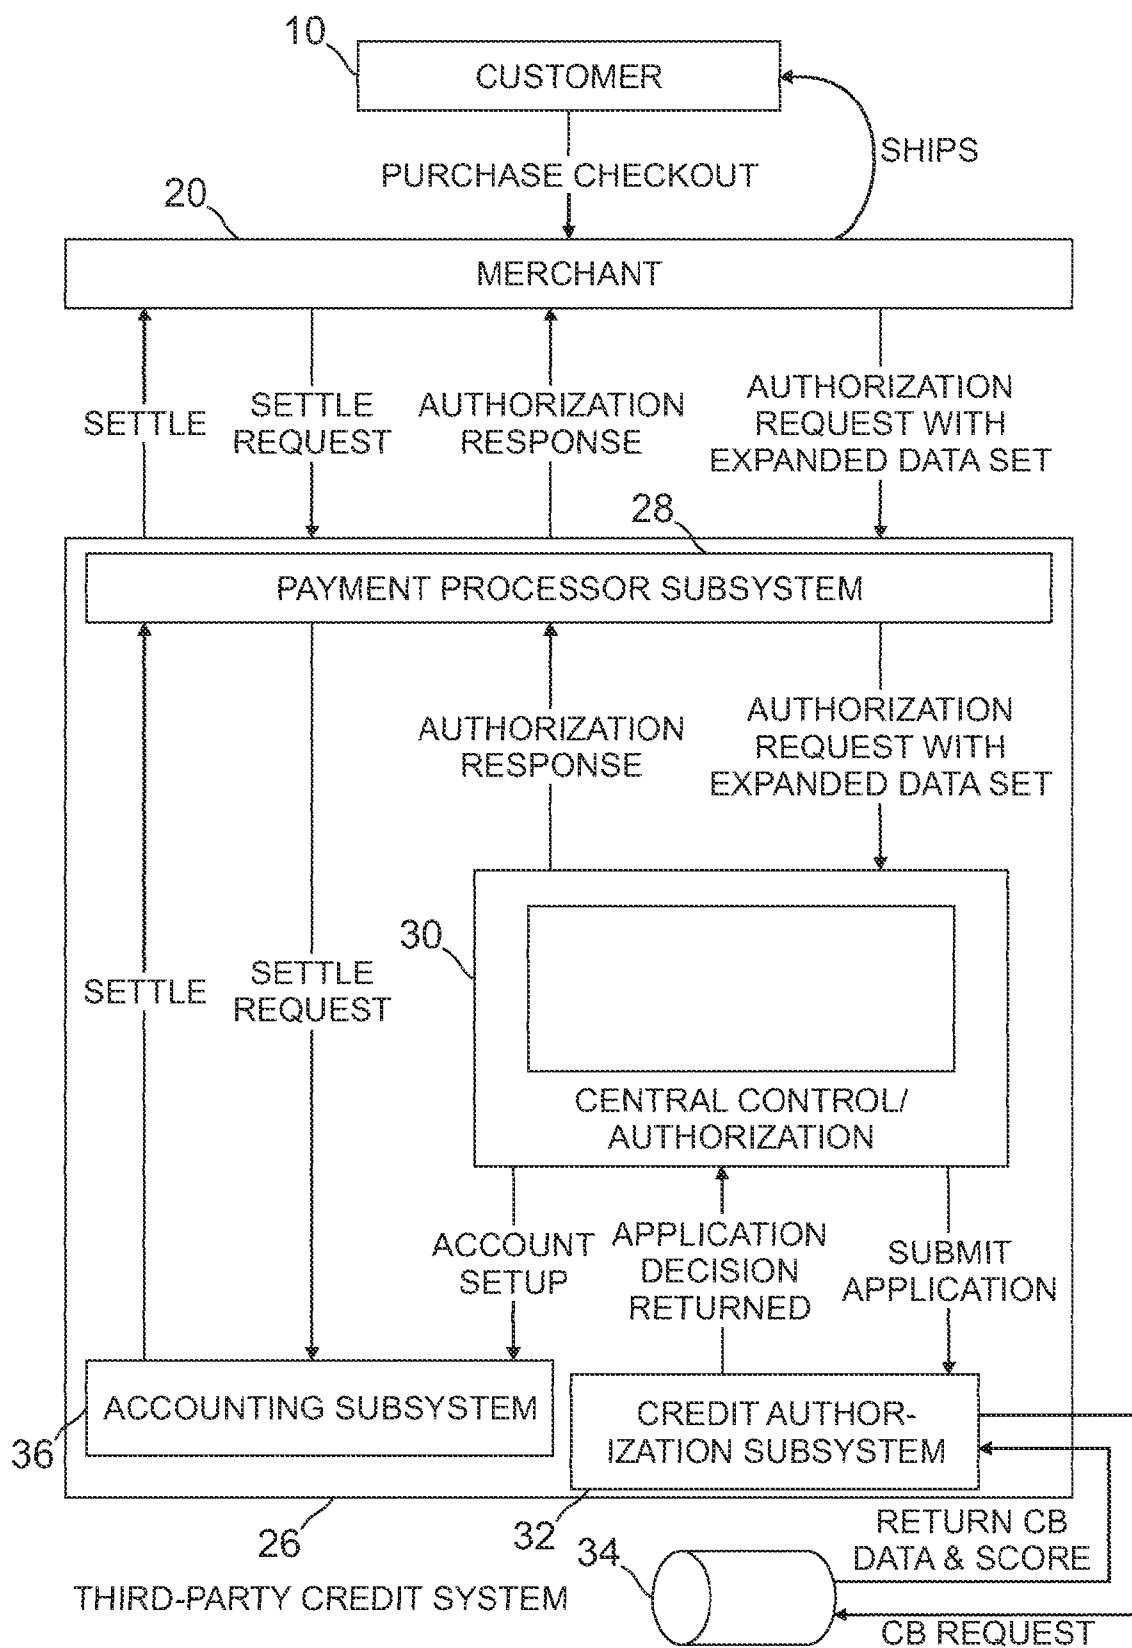 10
CUSTOMER
SHIPS
PURCHASE CHECKOUT
20
MERCHANT
SETTLE
SETTLE
REQUEST
AUTHORIZATION
RESPONSE
AUTHORIZATION
REQUEST WITH
EXPANDED DATA SET
28
PAYMENT PROCESSOR SUBSYSTEM
AUTHORIZATION
RESPONSE
AUTHORIZATION
REQUEST WITH
EXPANDED DATA SET
30
SETTLE
SETTLE
REQUEST
CENTRAL CONTROL/
AUTHORIZATION
ACCOUNT
SETUP
APPLICATION
DECISION
RETURNED
SUBMIT
APPLICATION
ACCOUNTING SUBSYSTEM
36
CREDIT AUTHOR-
IZATION SUBSYSTEM
26
32
34
RETURN CB
DATA & SCORE
THIRD-PARTY CREDIT SYSTEM
CB REQUEST